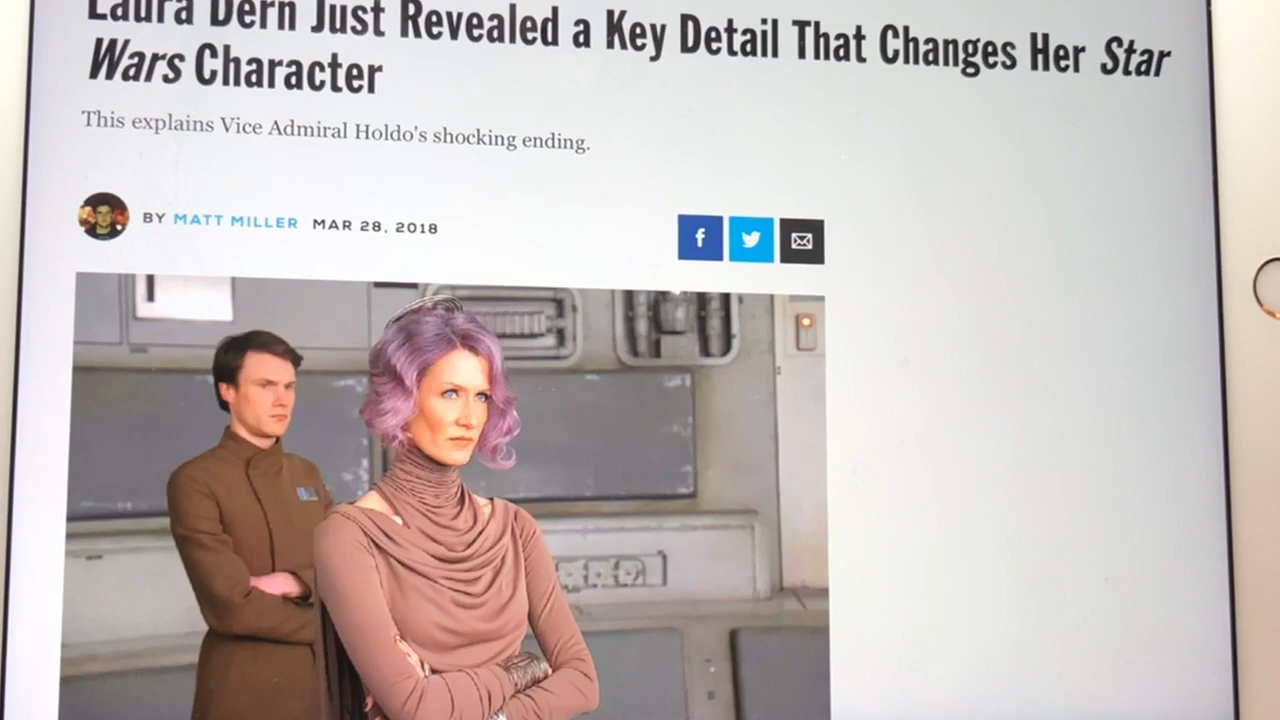 Laura Dern Just Revealed a Key Detail That Changes Her Star
Wars Character
This explains Vice Admiral Holdo's shocking ending.
BY MATT MILLER MAR 28, 2018
f